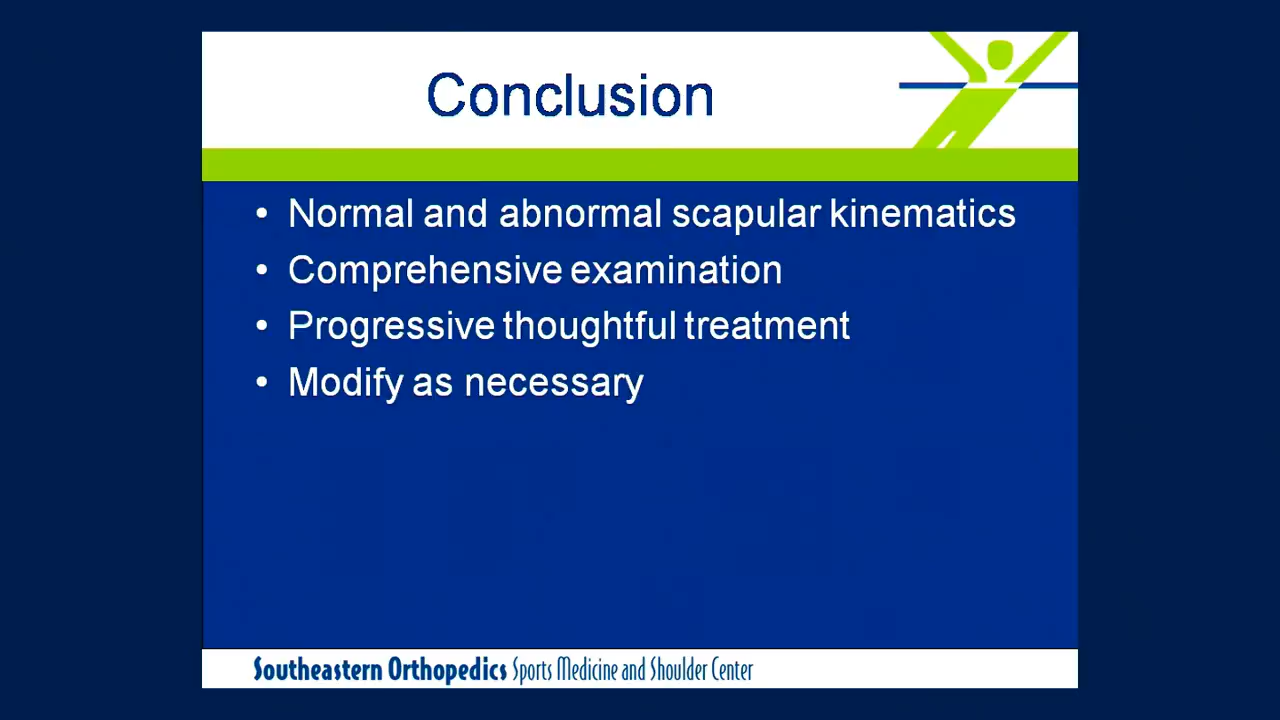 Conclusion
• Normal and abnormal scapular kinematics
• Comprehensive examination
• Progressive thoughtful treatment
• Modify as necessary
Southeastern Orthopedics Sports Medicine and Shoulder Center